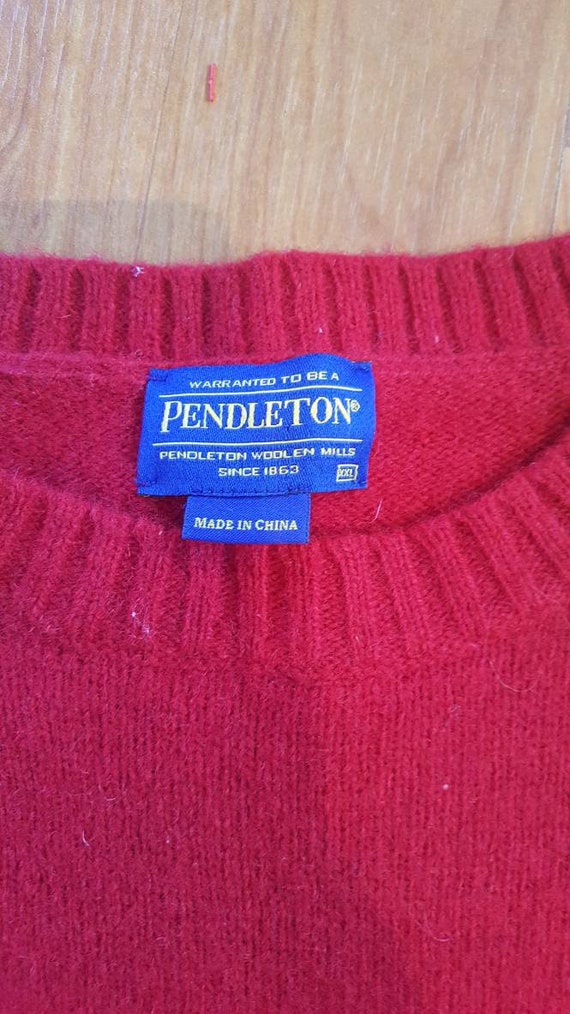 WARRANTED TO BE A
PENDLETON®
PENDLETON WOOLEN MILLS
SINCE 1863
XXL
MADE IN CHINA